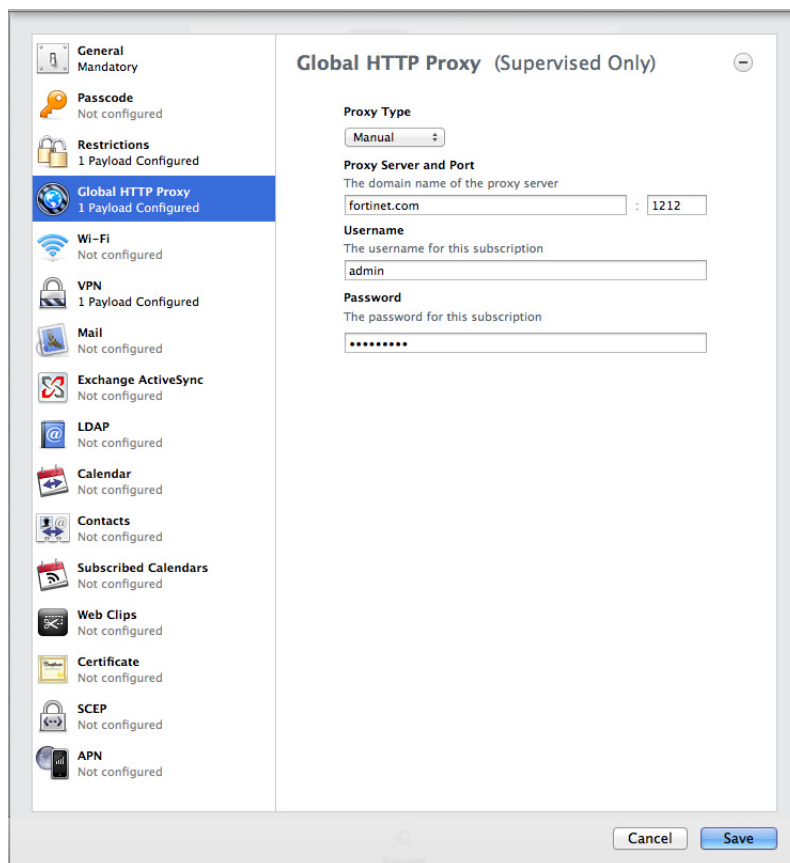 General
Mandatory
Passcode
Not configured
Restrictions
1 Payload Configured
Global HTTP Proxy
1 Payload Configured
Wi-Fi
Not configured
VPN
1 Payload Configured
Mail
Not configured
Exchange ActiveSync
Not configured
LDAP
Not configured
Calendar
Not configured
Contacts
Not configured
Subscribed Calendars
Not configured
Web Clips
Not configured
Certificate
Not configured
SCEP
Not configured
APN
Not configured
Global HTTP Proxy (Supervised Only)
Proxy Type
Manual
Proxy Server and Port
The domain name of the proxy server
fortinet.com : 1212
Username
The username for this subscription
admin
Password
The password for this subscription
•••••••••
Cancel Save